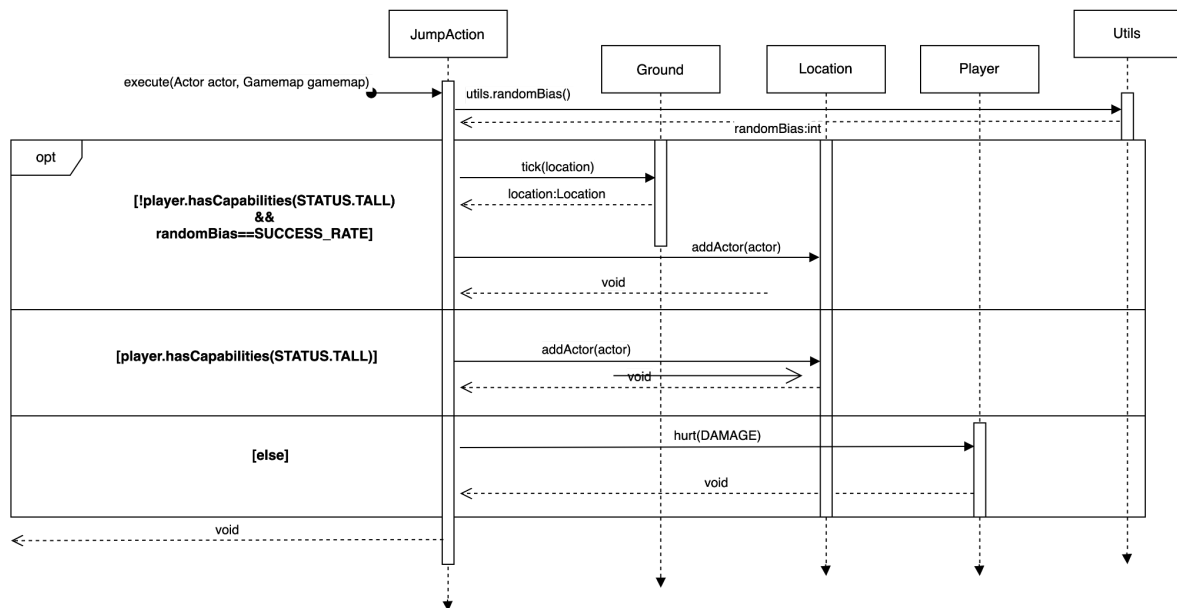 JumpAction
Utils
Ground
Location
Player
execute(Actor actor, Gamemap gamemap)
utils.randomBias()
randomBias:int
opt
tick(location)
location:Location
[!player.hasCapabilities(STATUS.TALL)
&&
randomBias==SUCCESS_RATE]
addActor(actor)
void
[player.hasCapabilities(STATUS.TALL)]
addActor(actor)
void
hurt(DAMAGE)
[else]
void
void